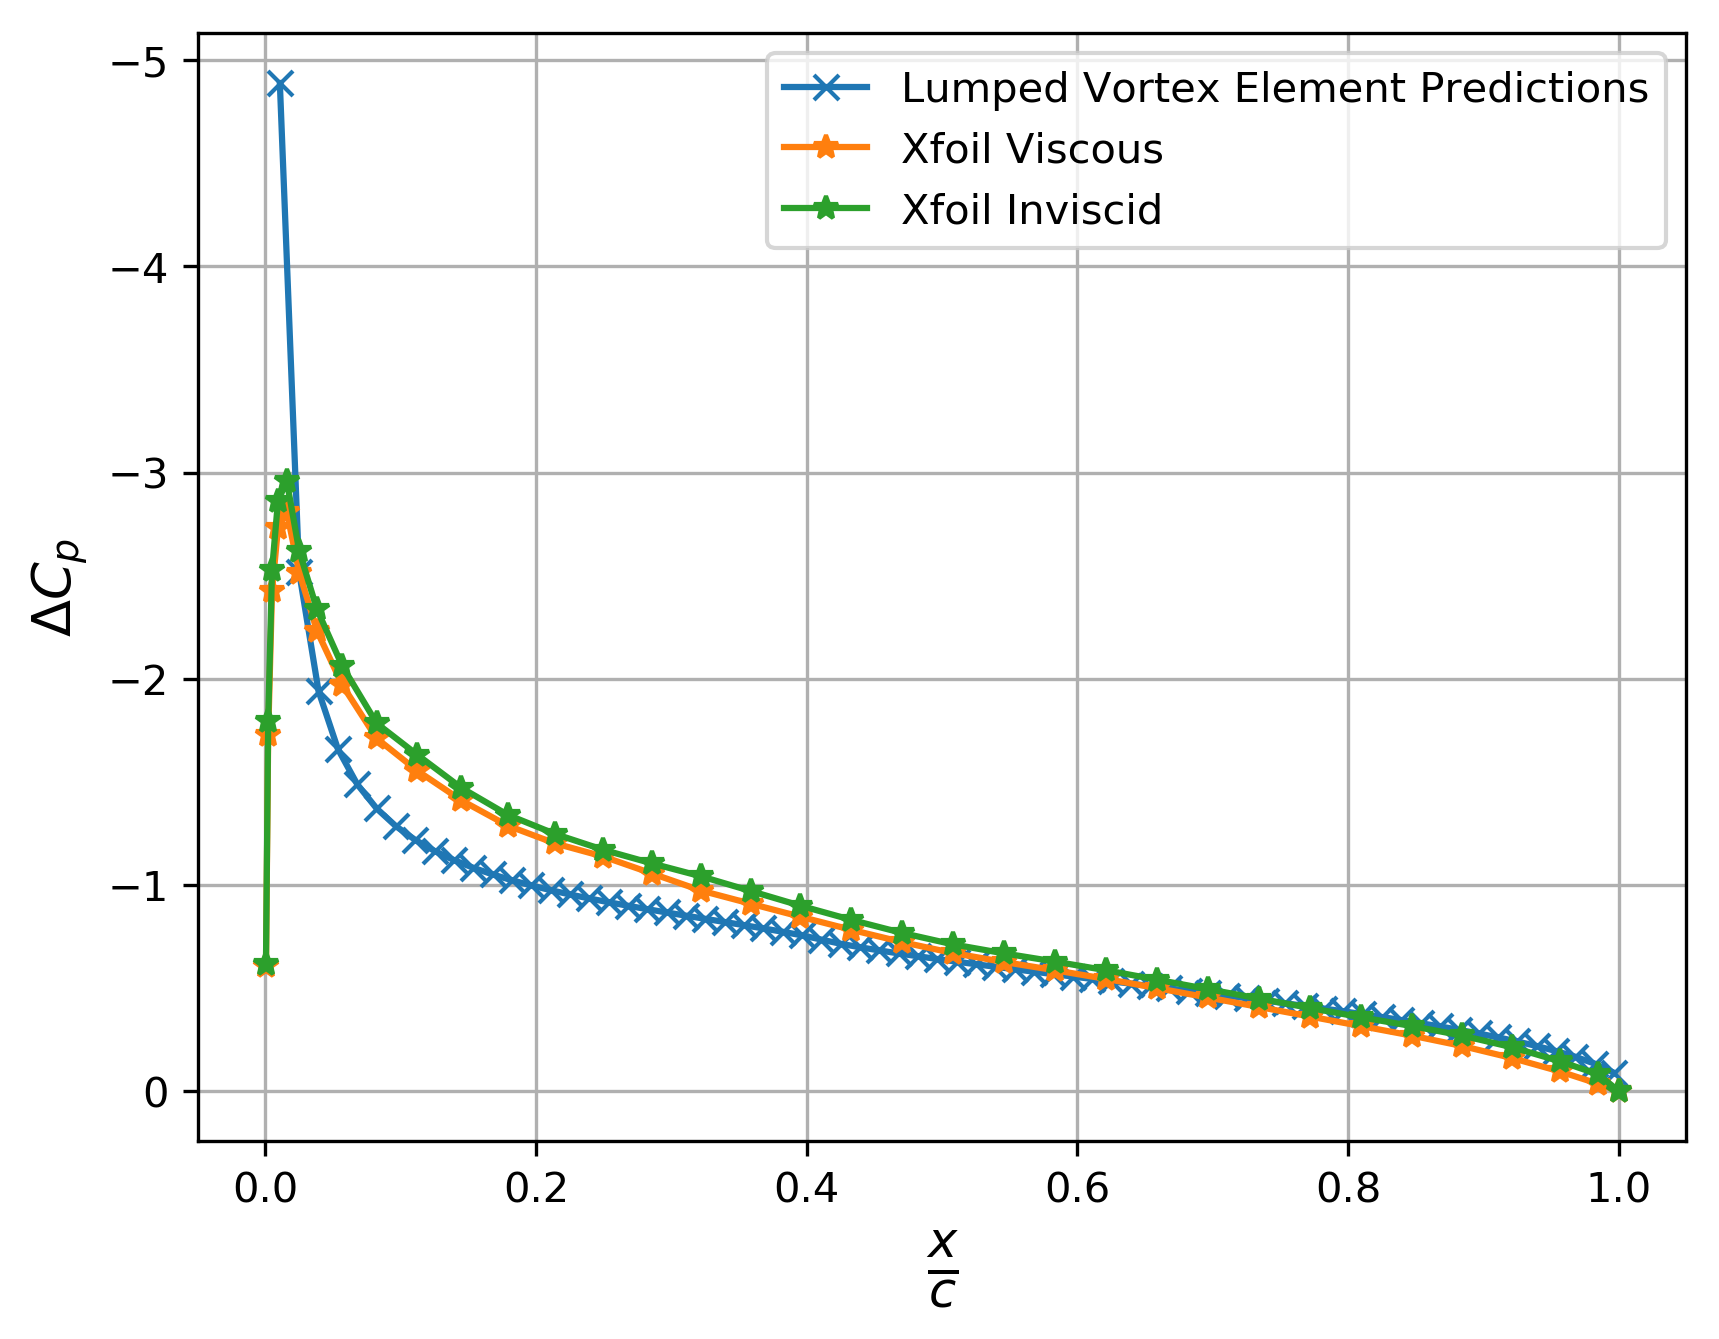 −5
−4
−3
−2
−1
0
ΔCp
Lumped Vortex Element Predictions
Xfoil Viscous
Xfoil Inviscid
0.0 0.2 0.4 0.6 0.8 1.0
x
c